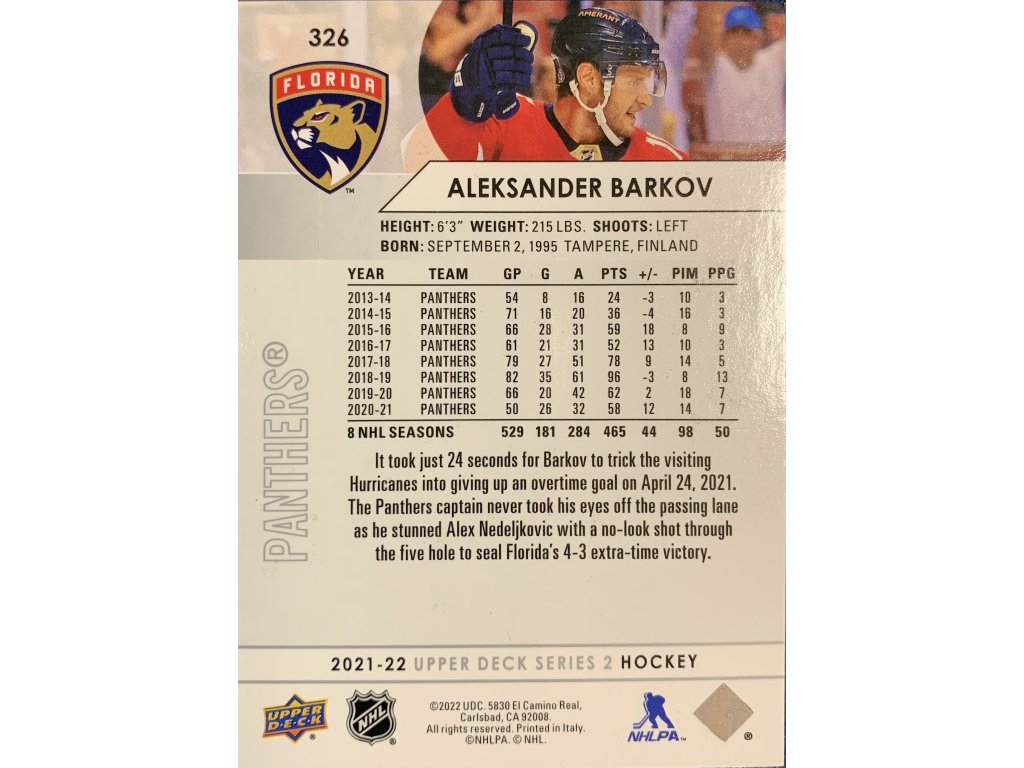 326
AMERANT
FLORIDA
TM
ALEKSANDER BARKOV
HEIGHT: 6'3" WEIGHT: 215 LBS. SHOOTS: LEFT
BORN: SEPTEMBER 2, 1995 TAMPERE, FINLAND
YEAR TEAM GP G A PTS +/- PIM PPG
2013-14 PANTHERS 54 8 16 24 -3 10 3
2014-15 PANTHERS 71 16 20 36 -4 16 3
2015-16 PANTHERS 66 28 31 59 18 8 9
2016-17 PANTHERS 61 21 31 52 13 10 3
2017-18 PANTHERS 79 27 51 78 9 14 5
2018-19 PANTHERS 82 35 61 96 -3 8 13
2019-20 PANTHERS 66 20 42 62 2 18 7
2020-21 PANTHERS 50 26 32 58 12 14 7
8 NHL SEASONS 529 181 284 465 44 98 50
PANTHERS®
It took just 24 seconds for Barkov to trick the visiting
Hurricanes into giving up an overtime goal on April 24, 2021.
The Panthers captain never took his eyes off the passing lane
as he stunned Alex Nedeljkovic with a no-look shot through
the five hole to seal Florida's 4-3 extra-time victory.
2021-22 UPPER DECK SERIES 2 HOCKEY
UPPER
DECK
®
NHL
®
©2022 UDC. 5830 El Camino Real,
Carlsbad, CA 92008.
All rights reserved. Printed in Italy.
©NHLPA. © NHL.
NHLPA™
®